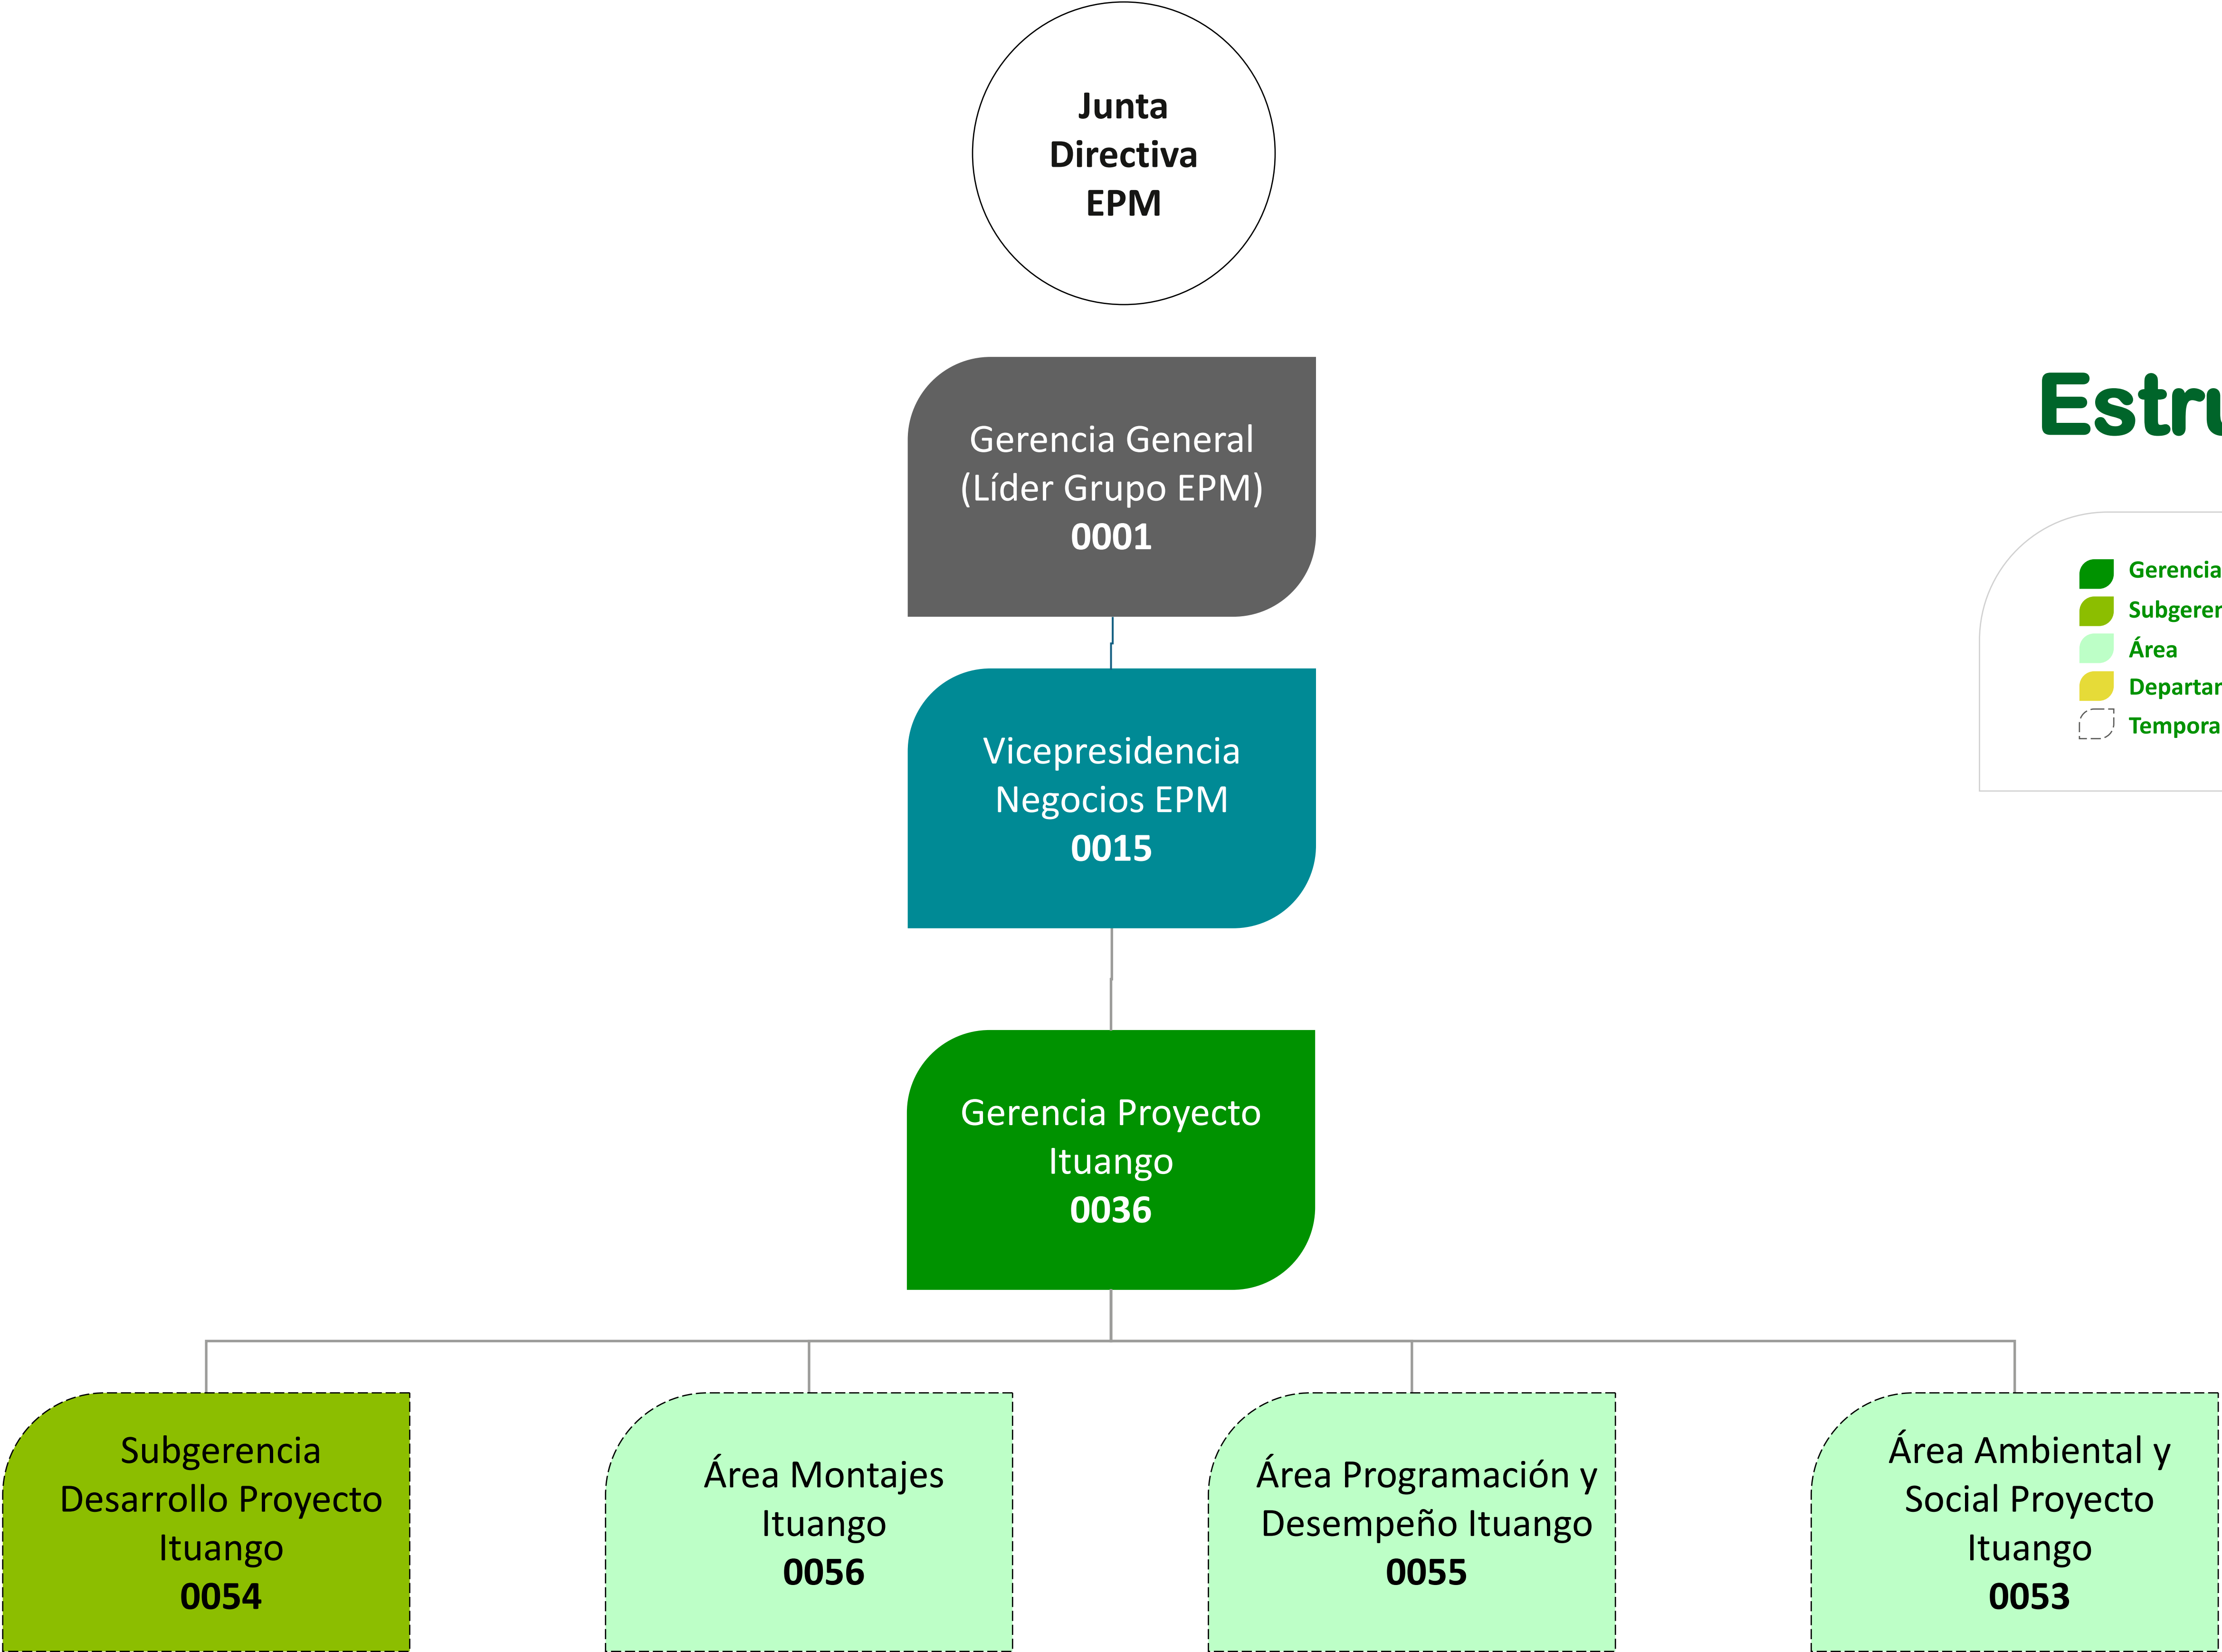 Junta
Directiva
EPM
Gerencia General
(Líder Grupo EPM)
0001
Gerencia
Área
Vicepresidencia
Negocios EPM
0015
Gerencia Proyecto
Ituango
0036
Subgerencia
Desarrollo Proyecto
Ituango
0054
Área Montajes
Ituango
0056
Área Programación y
Desempeño Ituango
0055
Área Ambiental y
Social Proyecto
Ituango
0053